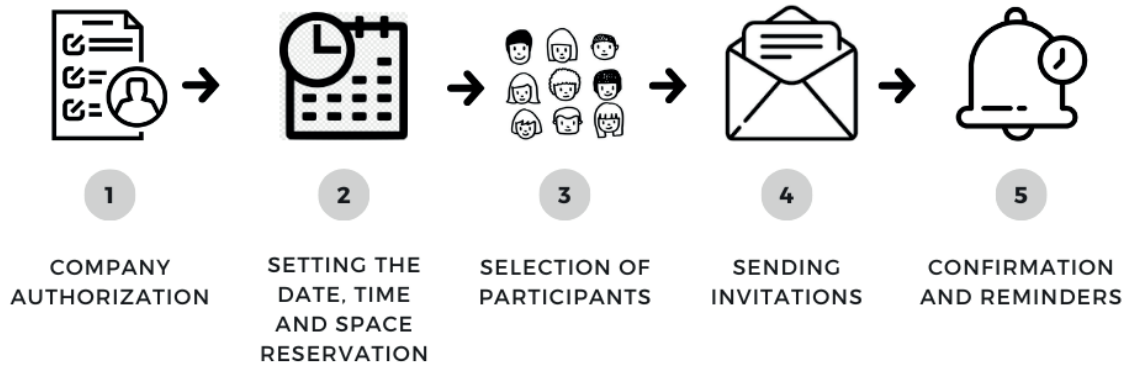 1
COMPANY
AUTHORIZATION
2
SETTING THE
DATE, TIME
AND SPACE
RESERVATION
3
SELECTION OF
PARTICIPANTS
4
SENDING
INVITATIONS
5
CONFIRMATION
AND REMINDERS